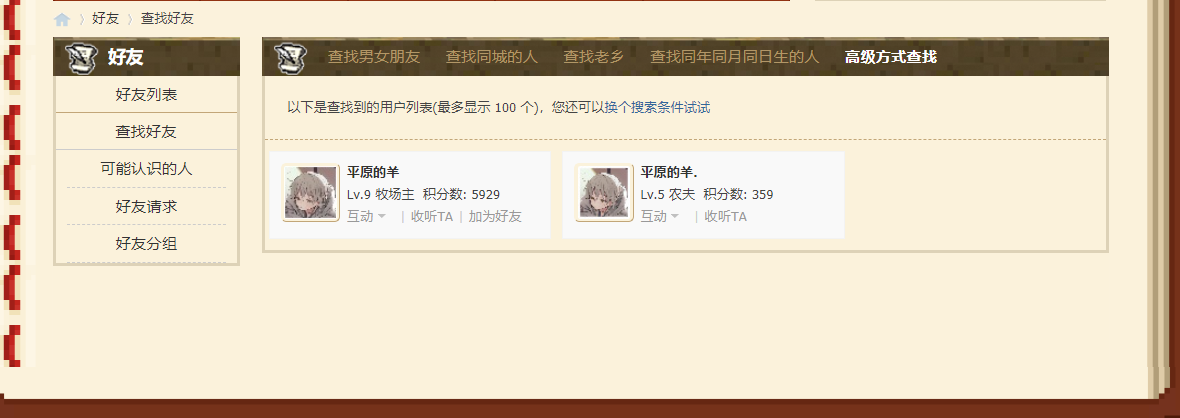 好友 〉 查找好友
好友
好友列表
查找好友
可能认识的人
好友请求
好友分组
查找男女朋友 查找同城的人 查找老乡 查找同年同月同日生的人 高级方式查找
以下是查找到的用户列表(最多显示 100 个)，您还可以换个搜索条件试试
平原的羊
Lv.9 牧场主 积分数: 5929
互动 | 收听TA | 加为好友
平原的羊.
Lv.5 农夫 积分数: 359
互动 | 收听TA